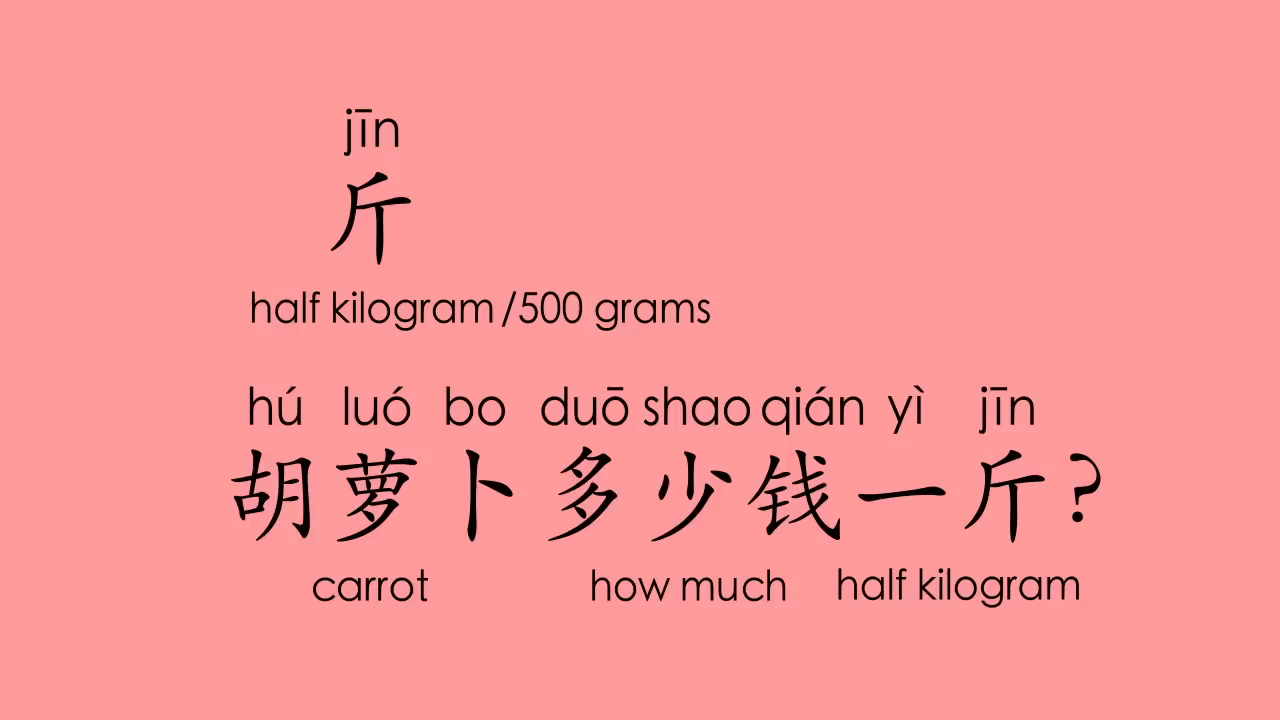 jīn
斤
half kilogram/500 grams
hú luó bo duō shao qián yì jīn
胡萝卜多少钱一斤?
carrot how much half kilogram